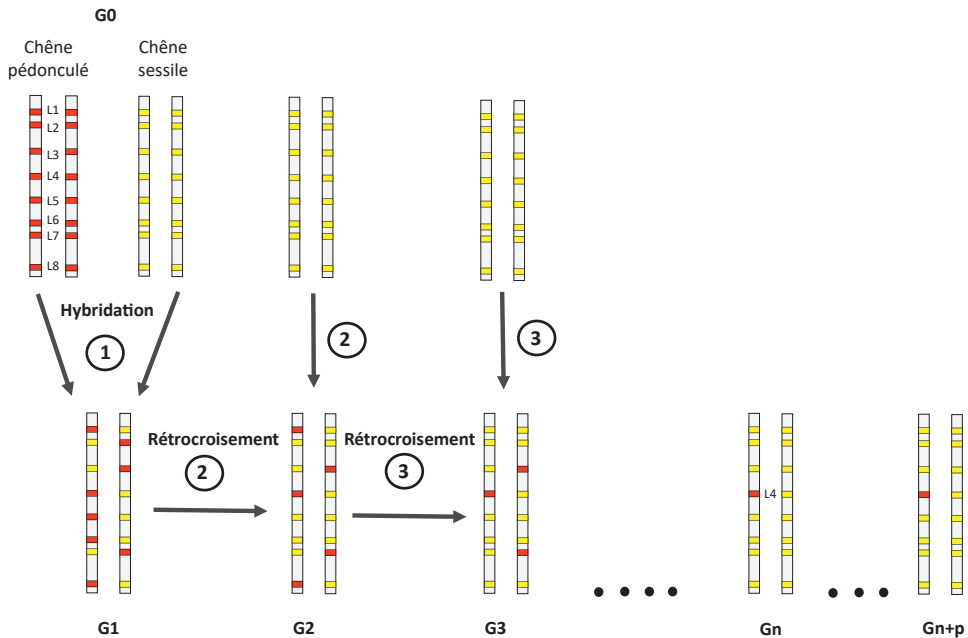 G0
Chêne
pédonculé
Chêne
sessile
L1
L2
L3
L4
L5
L6
L7
L8
Hybridation
1
2
3
Rétrocroisement
2
Rétrocroisement
3
L4
G1
G2
G3
Gn
Gn+p